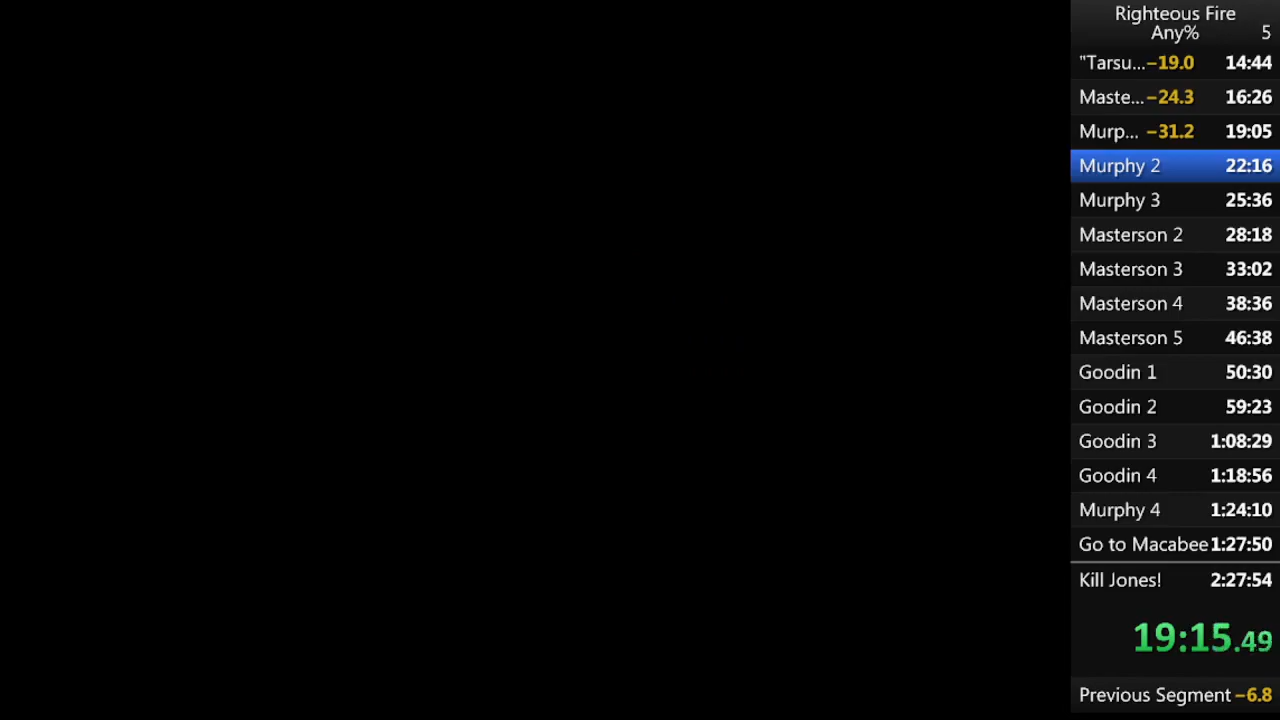 Righteous Fire
Any% 5
"Tarsu... −19.0 14:44
Maste... −24.3 16:26
Murp... −31.2 19:05
Murphy 2 22:16
Murphy 3 25:36
Masterson 2 28:18
Masterson 3 33:02
Masterson 4 38:36
Masterson 5 46:38
Goodin 1 50:30
Goodin 2 59:23
Goodin 3 1:08:29
Goodin 4 1:18:56
Murphy 4 1:24:10
Go to Macabee 1:27:50
Kill Jones! 2:27:54
19:15.49
Previous Segment −6.8